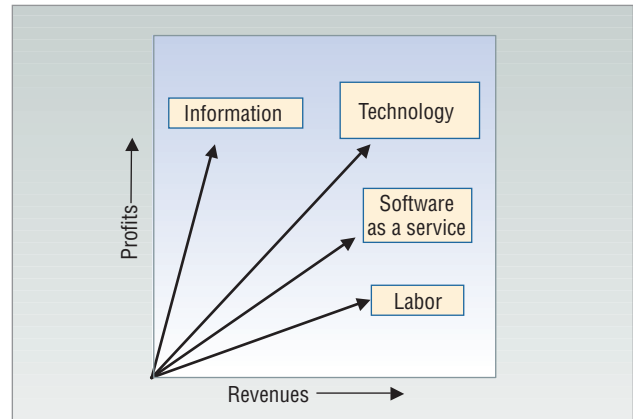 Information
Technology
Software
as a service
Labor
Profits
Revenues